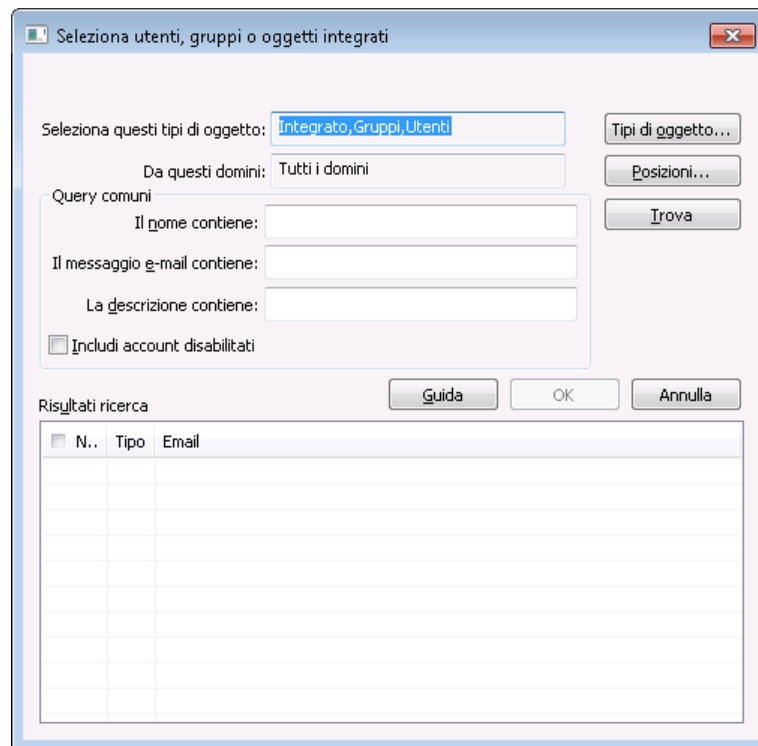 Seleziona utenti, gruppi o oggetti integrati
Seleziona questi tipi di oggetto: Integrato,Gruppi,Utenti Tipi di oggetto...
Da questi domini: Tutti i domini Posizioni...
Query comuni
Il nome contiene: Trova
Il messaggio e-mail contiene:
La descrizione contiene:
Includi account disabilitati
Guida OK Annulla
Risultati ricerca
N.. Tipo Email